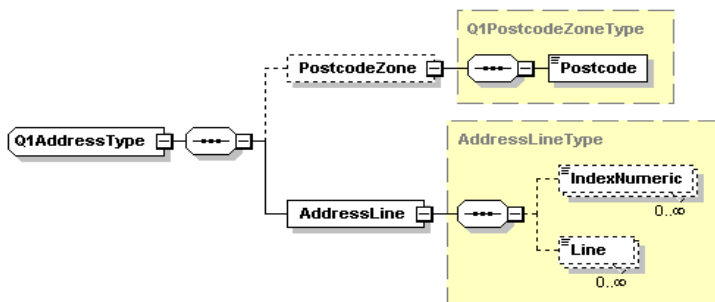 Q1PostcodeZoneType
PostcodeZone
Postcode
Q1AddressType
AddressLineType
IndexNumeric
0..∞
AddressLine
Line
0..∞